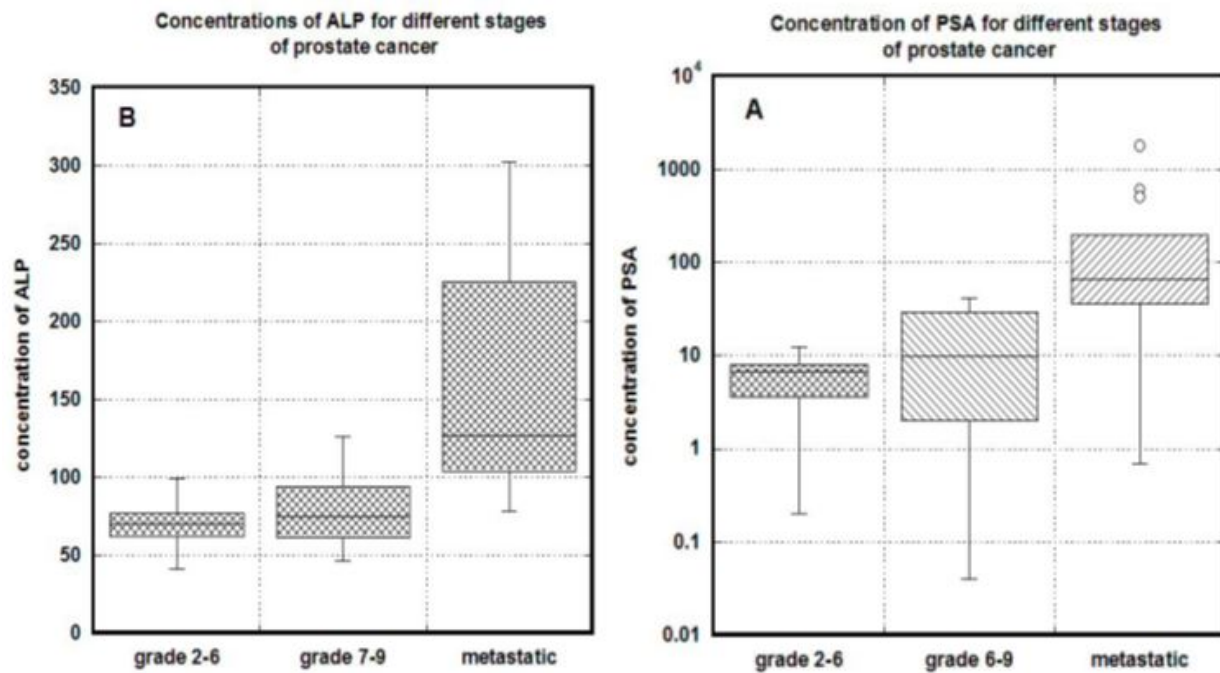 Concentrations of ALP for different stages
of prostate cancer
B
350
300
250
200
150
100
50
0
concentration of ALP
grade 2-6
grade 7-9
metastatic
Concentration of PSA for different stages
of prostate cancer
A
10^4
1000
100
10
1
0.1
0.01
concentration of PSA
grade 2-6
grade 6-9
metastatic